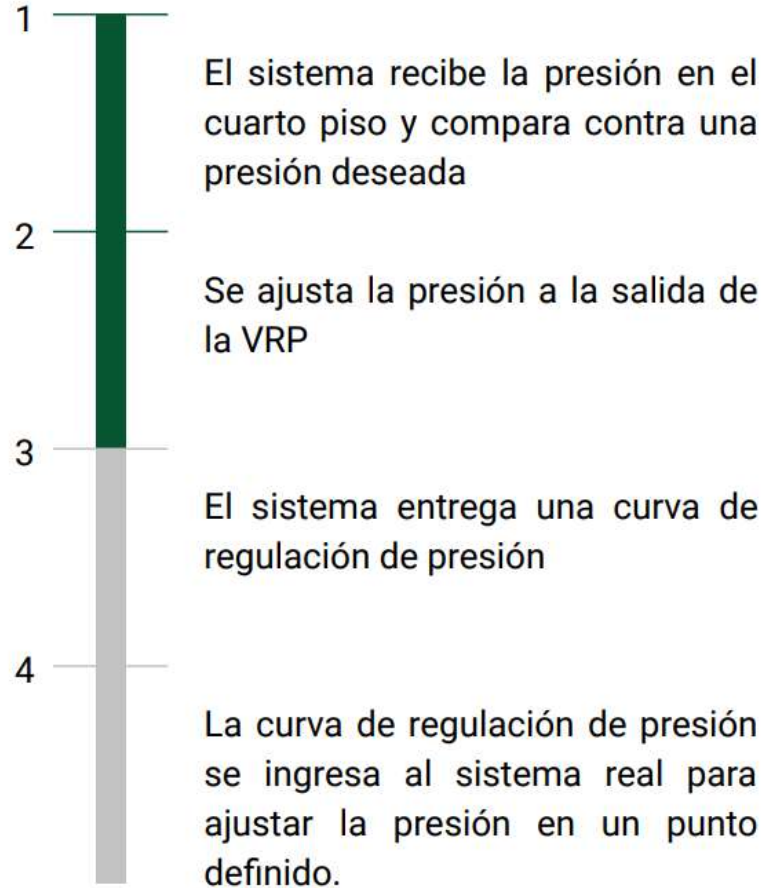 1
El sistema recibe la presión en el
cuarto piso y compara contra una
presión deseada
2
Se ajusta la presión a la salida de
la VRP
3
El sistema entrega una curva de
regulación de presión
4
La curva de regulación de presión
se ingresa al sistema real para
ajustar la presión en un punto
definido.